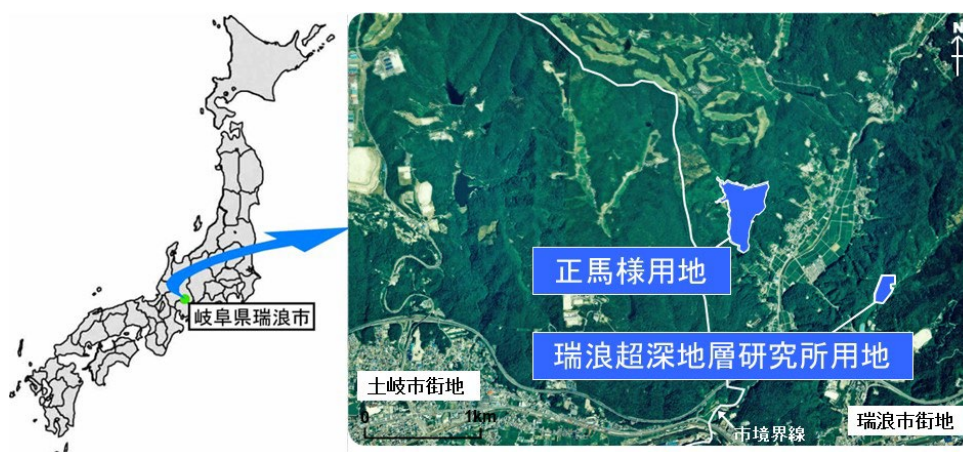 岐阜県瑞浪市
N
正馬様用地
瑞浪超深地層研究所用地
土岐市街地
0 1km
市境界線
瑞浪市街地